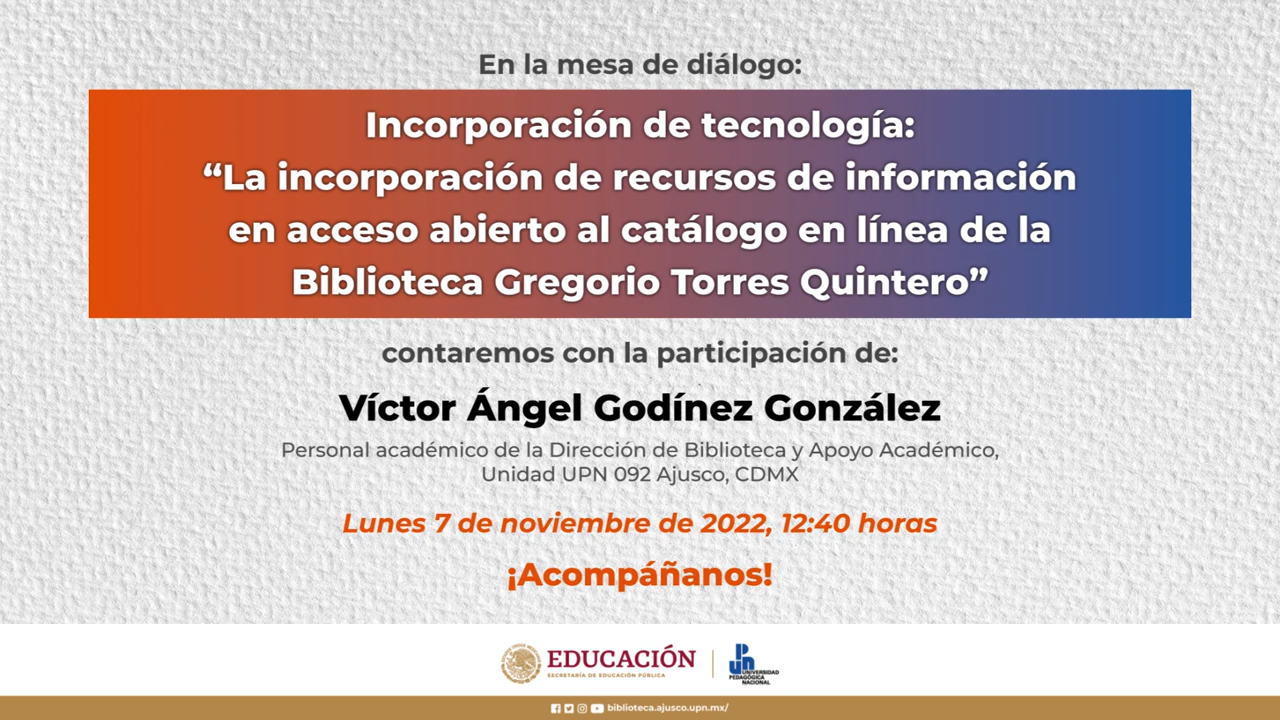 En la mesa de diálogo:
Incorporación de tecnología:
“La incorporación de recursos de información
en acceso abierto al catálogo en línea de la
Biblioteca Gregorio Torres Quintero”
contaremos con la participación de:
Víctor Ángel Godínez González
Personal académico de la Dirección de Biblioteca y Apoyo Académico,
Unidad UPN 092 Ajusco, CDMX
Lunes 7 de noviembre de 2022, 12:40 horas
¡Acompáñanos!
EDUCACIÓN
SECRETARÍA DE EDUCACIÓN PÚBLICA
UNIVERSIDAD
PEDAGÓGICA
NACIONAL
biblioteca.ajusco.upn.mx/